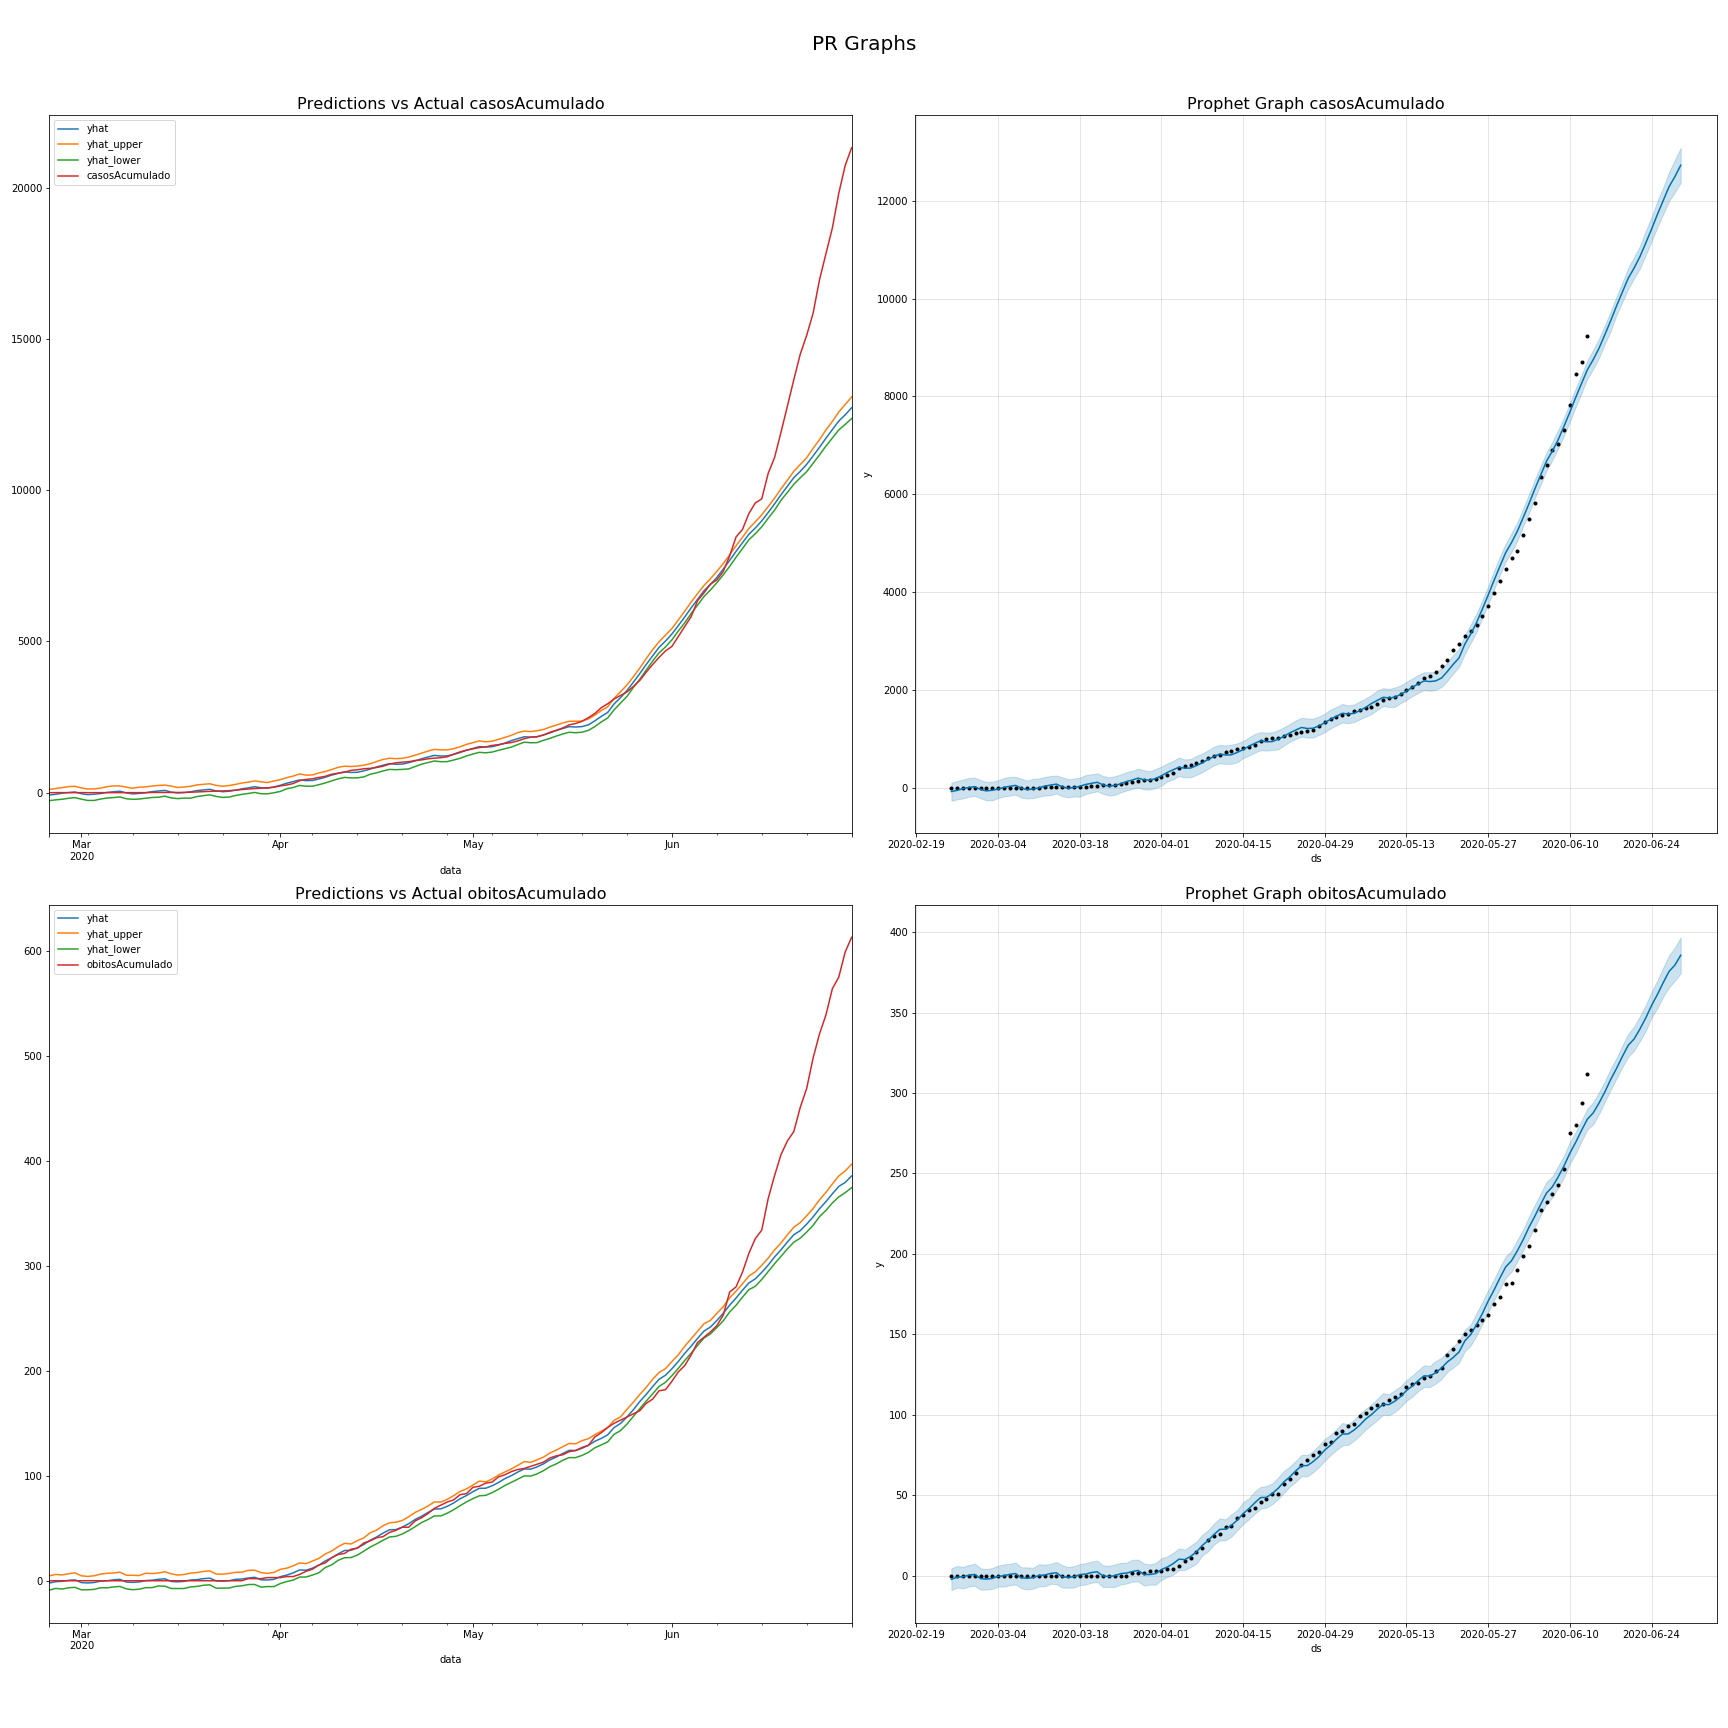 PR Graphs
Predictions vs Actual casosAcumulado
yhat
yhat_upper
yhat_lower
casosAcumulado
20000
15000
10000
5000
0
Mar
2020
Apr
May
Jun
data
Prophet Graph casosAcumulado
12000
10000
8000
6000
4000
2000
0
y
2020-02-19 2020-03-04 2020-03-18 2020-04-01 2020-04-15 2020-04-29 2020-05-13 2020-05-27 2020-06-10 2020-06-24
ds
Predictions vs Actual obitosAcumulado
yhat
yhat_upper
yhat_lower
obitosAcumulado
600
500
400
300
200
100
0
Mar
2020
Apr
May
Jun
data
Prophet Graph obitosAcumulado
400
350
300
250
200
150
100
50
0
y
2020-02-19 2020-03-04 2020-03-18 2020-04-01 2020-04-15 2020-04-29 2020-05-13 2020-05-27 2020-06-10 2020-06-24
ds